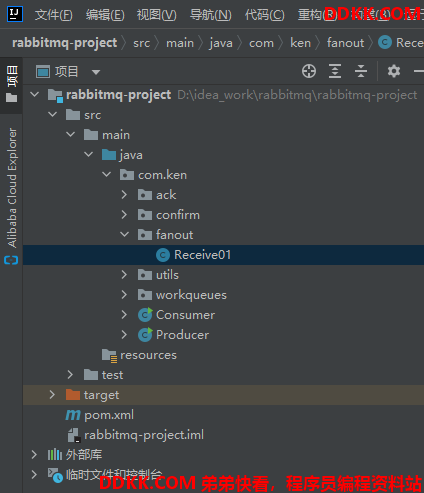 文件(F) 编辑(E) 视图(V) 导航(N) 代码(C) 重构(R)
DDKK.COM
rabbitmq-project src main java com ken fanout Rece
项目
项目
Alibaba Cloud Explorer
rabbitmq-project D:\idea_work\rabbitmq\rabbitmq-project
src
main
java
com.ken
ack
confirm
fanout
Receive01
utils
workqueues
Consumer
Producer
resources
test
target
pom.xml
rabbitmq-project.iml
外部库
临时文件和控制台
DDKK.COM 弟弟快看，程序员编程资料站